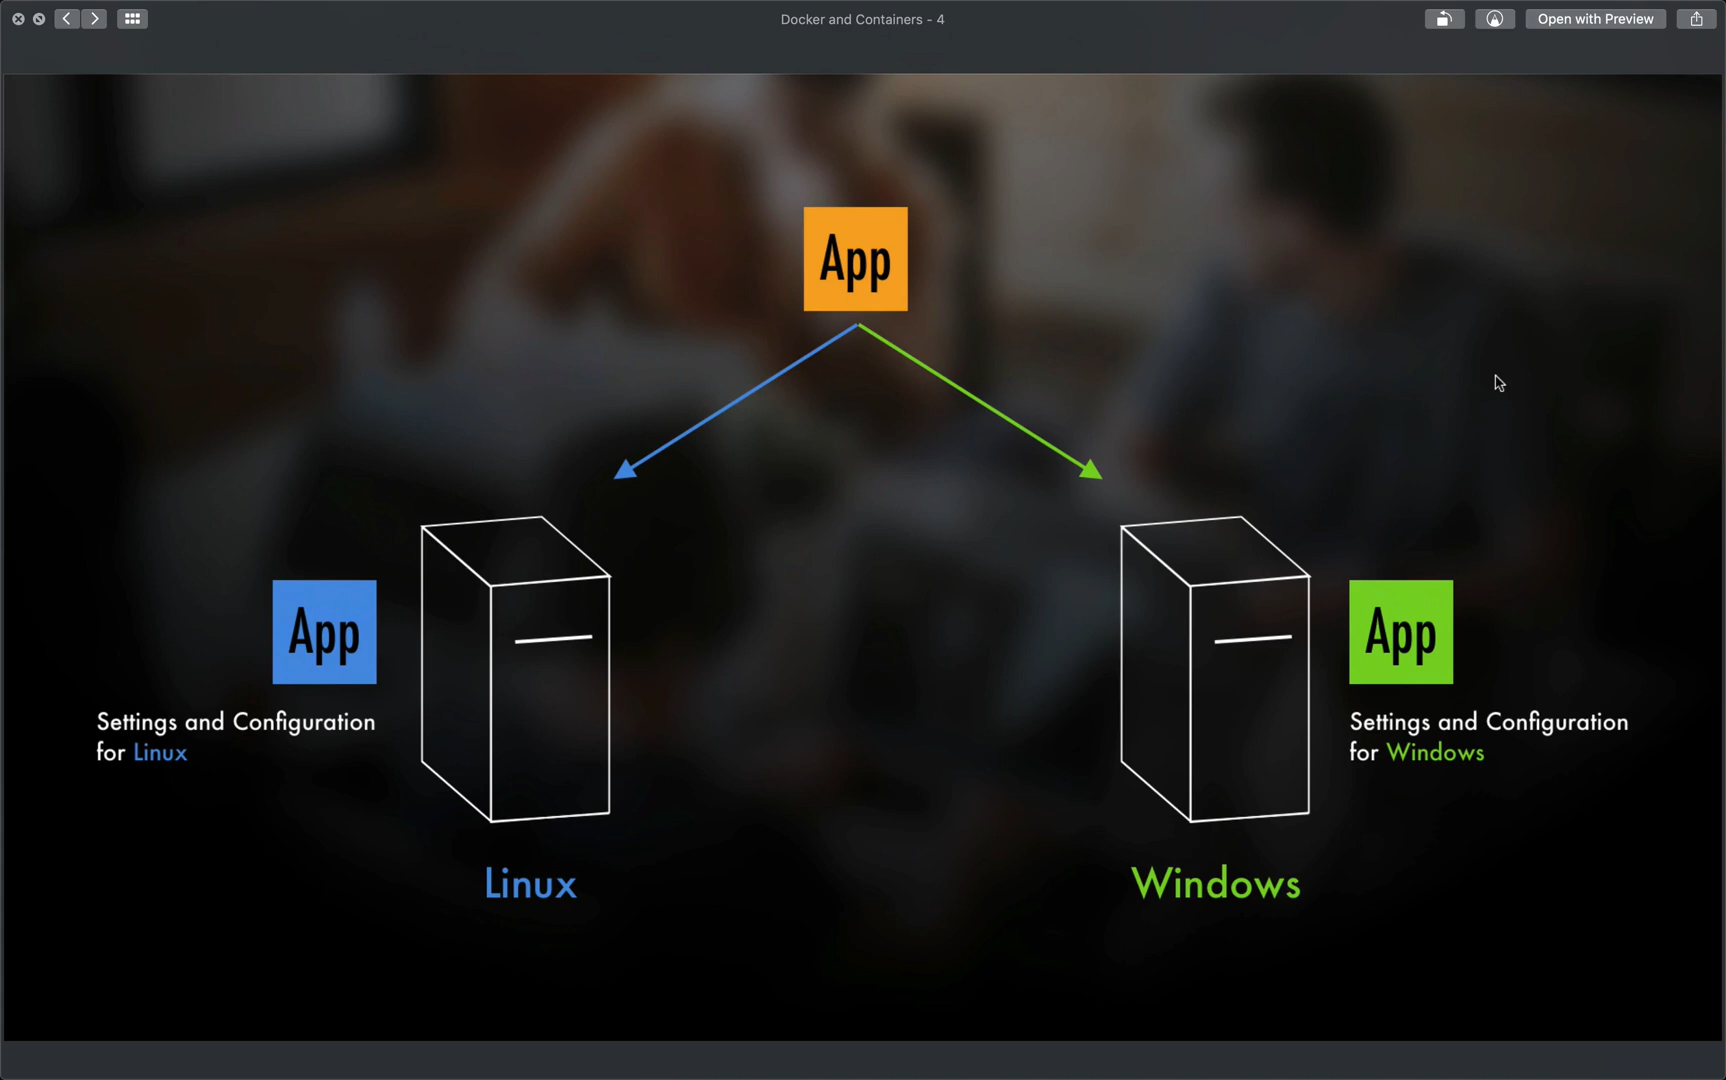 Docker and Containers - 4
Open with Preview
App
App
App
Settings and Configuration
for Linux
Settings and Configuration
for Windows
Linux
Windows